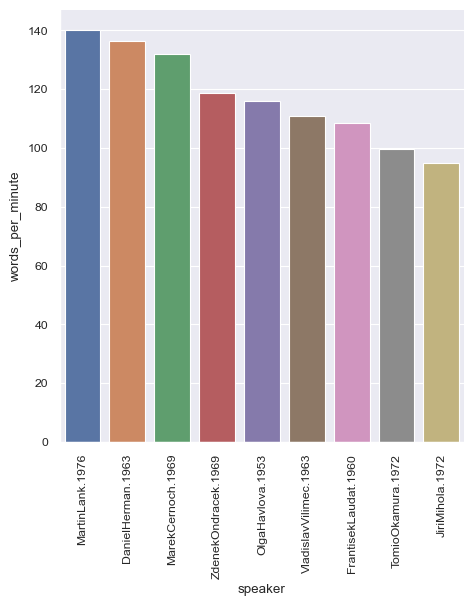 140
120
100
80
60
40
20
0
words_per_minute
MartinLank.1976
DanielHerman.1963
MarekCernoch.1969
ZdenekOndracek.1969
OlgaHavlova.1953
VladislavVilimec.1963
FrantisekLaudat.1960
TomioOkamura.1972
JiriMihola.1972
speaker